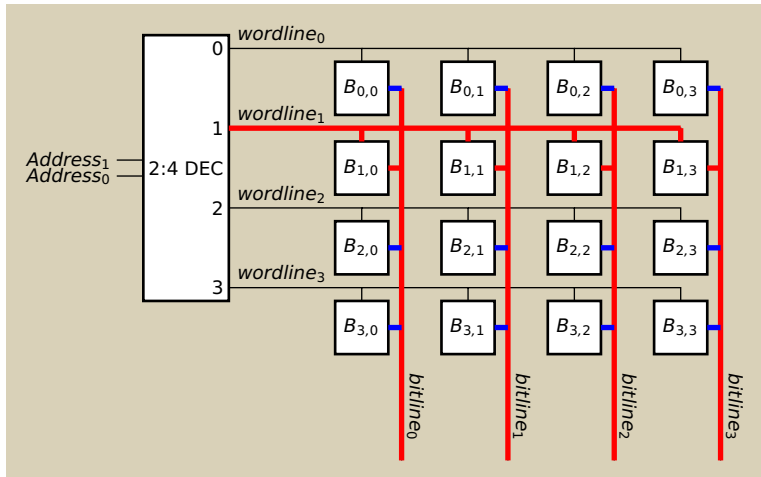 0 wordline₀
B₀,₀ B₀,₁ B₀,₂ B₀,₃
1 wordline₁
Address₁
Address₀
2:4 DEC
B₁,₀ B₁,₁ B₁,₂ B₁,₃
2 wordline₂
B₂,₀ B₂,₁ B₂,₂ B₂,₃
3 wordline₃
B₃,₀ B₃,₁ B₃,₂ B₃,₃
bitline₀
bitline₁
bitline₂
bitline₃